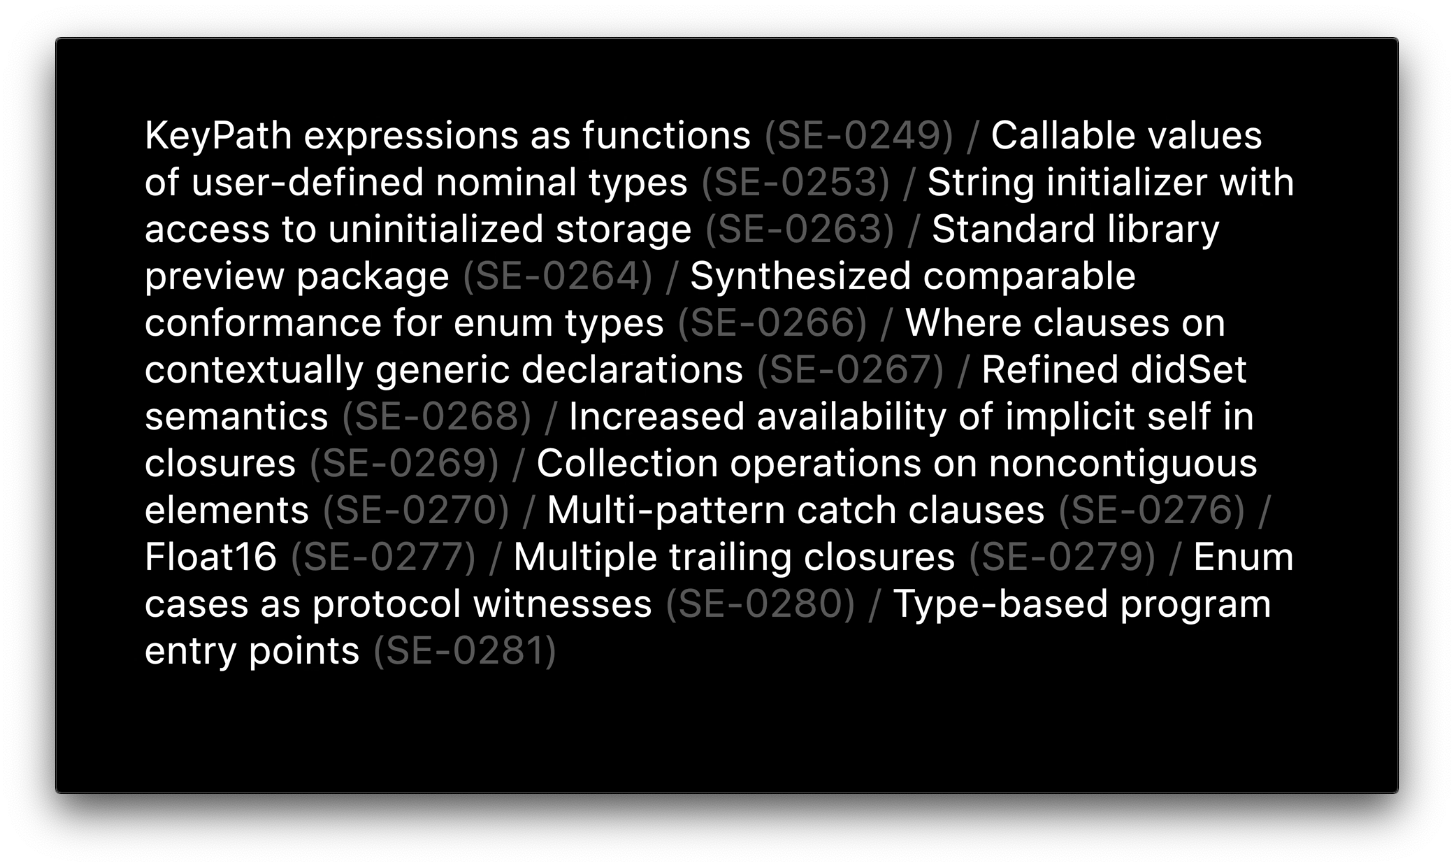 KeyPath expressions as functions (SE-0249) / Callable values
of user-defined nominal types (SE-0253) / String initializer with
access to uninitialized storage (SE-0263) / Standard library
preview package (SE-0264) / Synthesized comparable
conformance for enum types (SE-0266) / Where clauses on
contextually generic declarations (SE-0267) / Refined didSet
semantics (SE-0268) / Increased availability of implicit self in
closures (SE-0269) / Collection operations on noncontiguous
elements (SE-0270) / Multi-pattern catch clauses (SE-0276) /
Float16 (SE-0277) / Multiple trailing closures (SE-0279) / Enum
cases as protocol witnesses (SE-0280) / Type-based program
entry points (SE-0281)